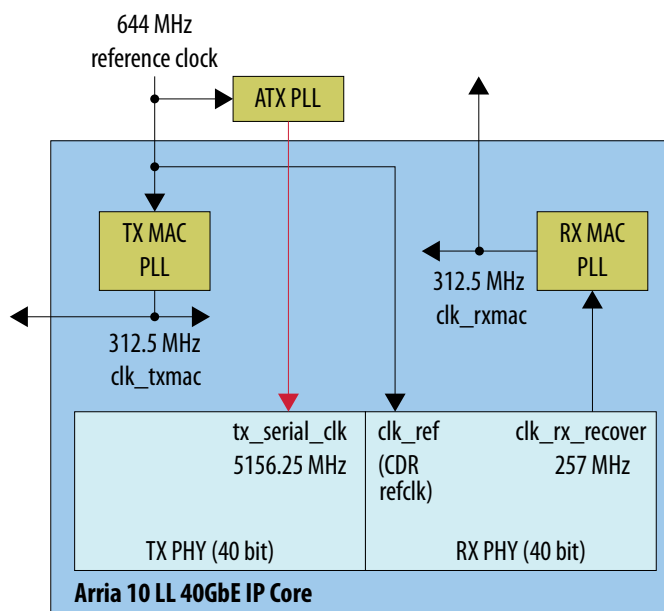 644 MHz
reference clock
ATX PLL
TX MAC
PLL
RX MAC
PLL
312.5 MHz
clk_rxmac
312.5 MHz
clk_txmac
tx_serial_clk
5156.25 MHz
clk_ref
(CDR
refclk)
clk_rx_recover
257 MHz
TX PHY (40 bit)
RX PHY (40 bit)
Arria 10 LL 40GbE IP Core